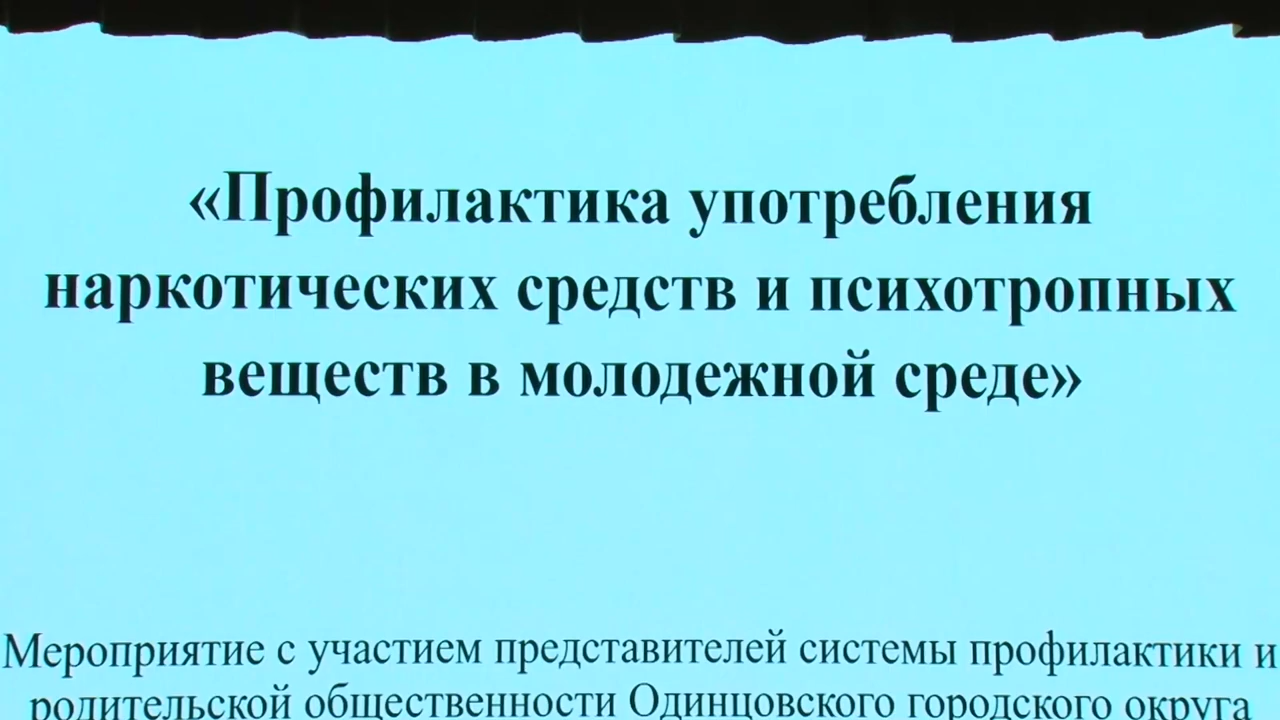 «Профилактика употребления
наркотических средств и психотропных
веществ в молодежной среде»
Мероприятие с участием представителей системы профилактики и
родительской общественности Одинцовского городского округа